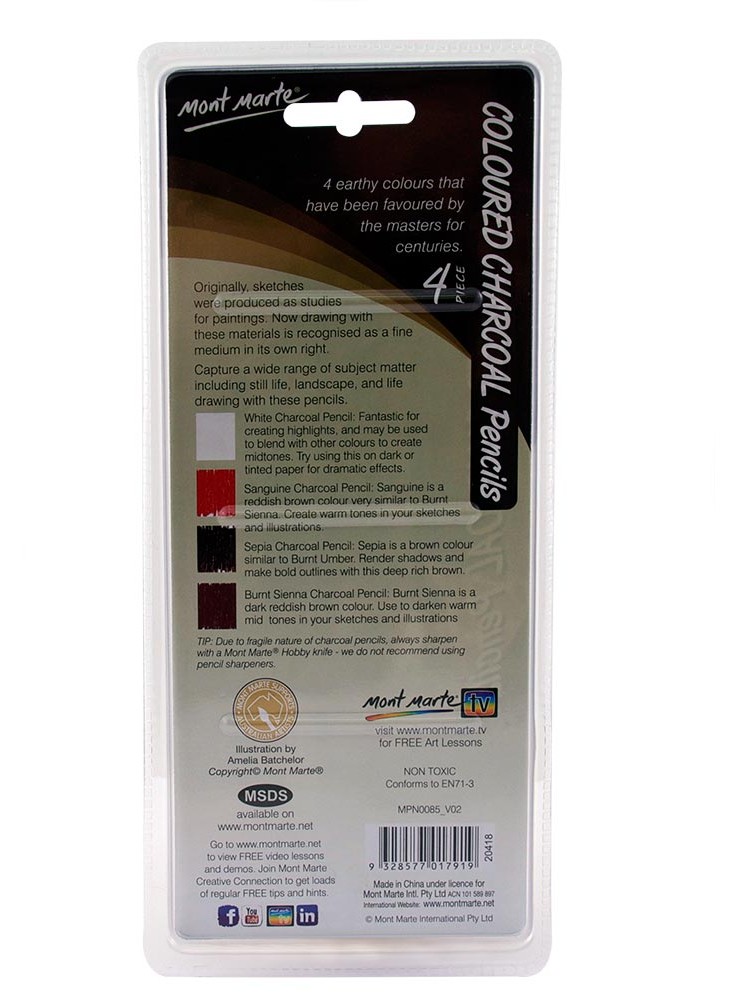 mont marte®
COLOURED CHARCOAL Pencils
4 earthy colours that
have been favoured by
the masters for
centuries.
4 PIECE
Originally, sketches
were produced as studies
for paintings. Now drawing with
these materials is recognised as a fine
medium in its own right.
Capture a wide range of subject matter
including still life, landscape, and life
drawing with these pencils.
White Charcoal Pencil: Fantastic for
creating highlights, and may be used
to blend with other colours to create
midtones. Try using this on dark or
tinted paper for dramatic effects.
Sanguine Charcoal Pencil: Sanguine is a
reddish brown colour very similar to Burnt
Sienna. Create warm tones in your sketches
and illustrations.
Sepia Charcoal Pencil: Sepia is a brown colour
similar to Burnt Umber. Render shadows and
make bold outlines with this deep rich brown.
Burnt Sienna Charcoal Pencil: Burnt Sienna is a
dark reddish brown colour. Use to darken warm
mid tones in your sketches and illustrations
TIP: Due to fragile nature of charcoal pencils, always sharpen
with a Mont Marte® Hobby knife - we do not recommend using
pencil sharpeners.
MONT MARTE SUPPORTS
AUSTRALIAN ARTISTS
Illustration by
Amelia Batchelor
Copyright© Mont Marte®
MSDS
available on
www.montmarte.net
Go to www.montmarte.net
to view FREE video lessons
and demos. Join Mont Marte
Creative Connection to get loads
of regular FREE tips and hints.
f You Tube tv in
mont marte® tv
visit www.montmarte.tv
for FREE Art Lessons
NON TOXIC
Conforms to EN71-3
MPN0085_V02
9 328577 017919
20418
Made in China under licence for
Mont Marte Intl. Pty Ltd ACN 101 589 897
International Website: www.montmarte.net
© Mont Marte International Pty Ltd